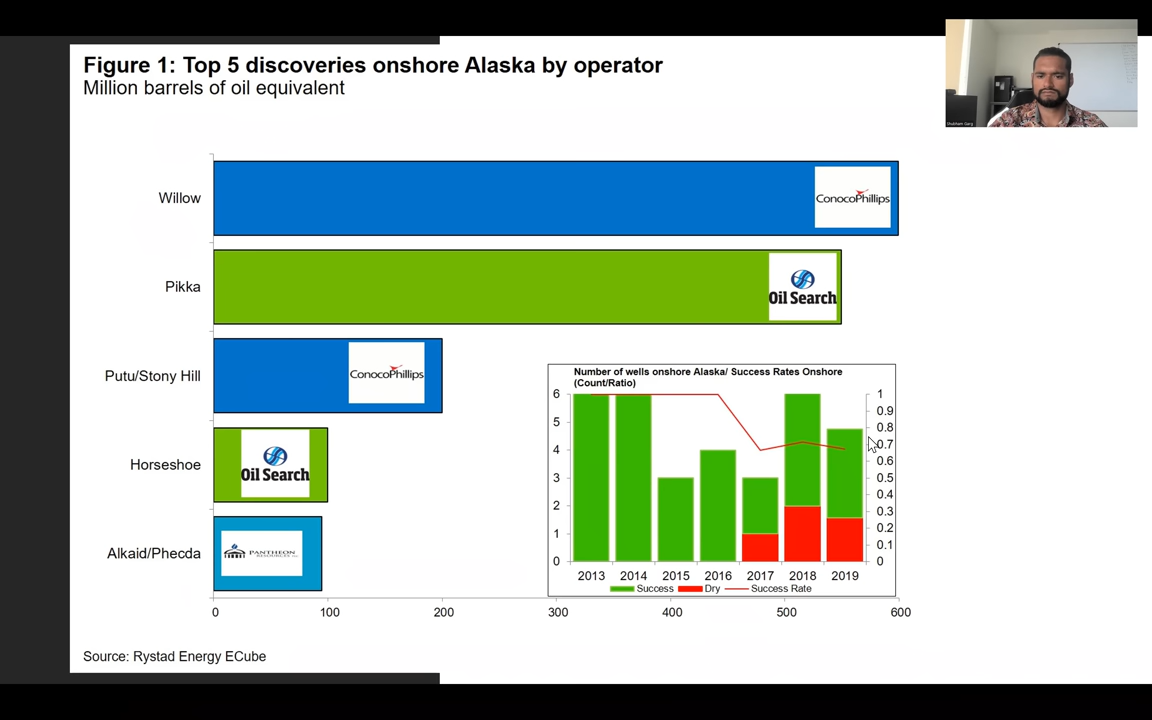 Figure 1: Top 5 discoveries onshore Alaska by operator
Million barrels of oil equivalent
Shubham Garg
Willow
ConocoPhillips
Pikka
Oil Search
Putu/Stony Hill
ConocoPhillips
Horseshoe
Oil Search
Alkaid/Phecda
PANTHEON
0 100 200 300 400 500 600
Number of wells onshore Alaska/ Success Rates Onshore
(Count/Ratio)
6 1
0.9
5 0.8
4 0.7
0.6
3 0.5
2 0.4
0.3
1 0.2
0.1
0 0
2013 2014 2015 2016 2017 2018 2019
Success Dry Success Rate
Source: Rystad Energy ECube